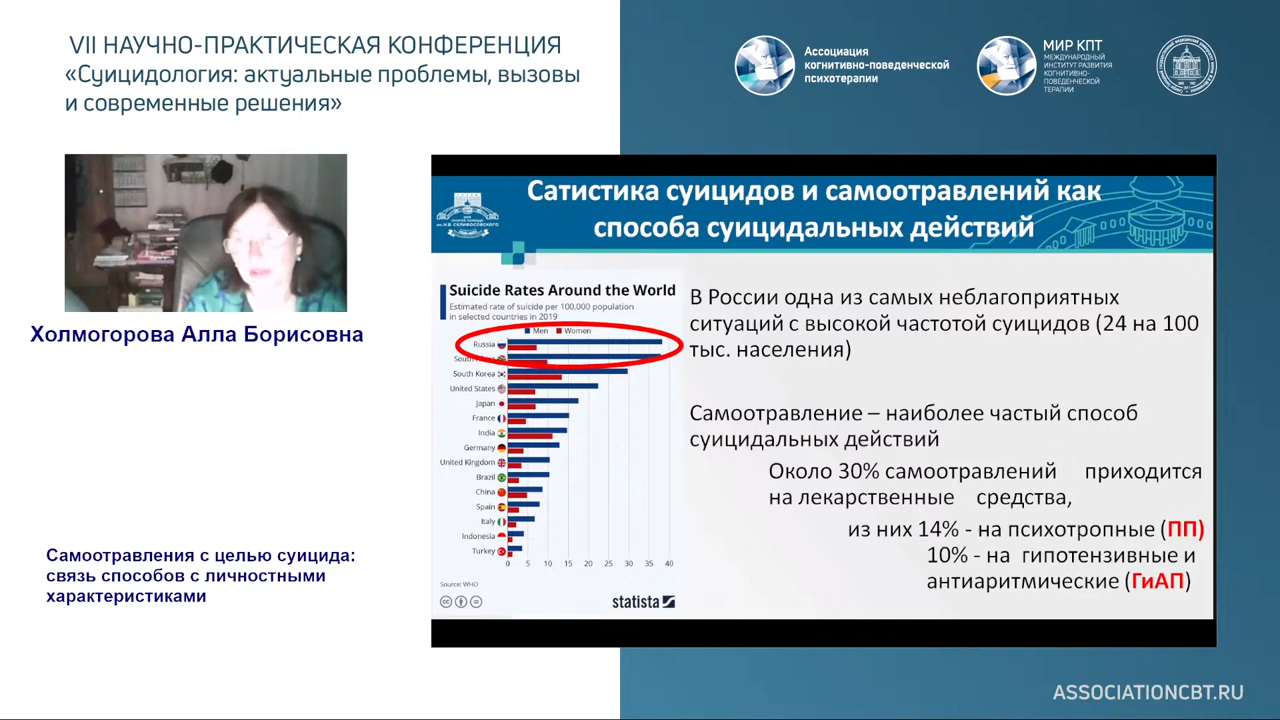 VII НАУЧНО-ПРАКТИЧЕСКАЯ КОНФЕРЕНЦИЯ
«Суицидология: актуальные проблемы, вызовы
и современные решения»
Ассоциация
когнитивно-поведенческой
психотерапии
МИР КПТ
МЕЖДУНАРОДНЫЙ
ИНСТИТУТ РАЗВИТИЯ
КОГНИТИВНО-
ПОВЕДЕНЧЕСКОЙ
ТЕРАПИИ
Холмогорова Алла Борисовна
Самоотравления с целью суицида:
связь способов с личностными
характеристиками
Сатистика суицидов и самоотравлений как
способа суицидальных действий
им. Н.В. СКЛИФОСОВСКОГО
Suicide Rates Around the World
Estimated rate of suicide per 100,000 population
in selected countries in 2019
Men Women
Russia
South
South Korea
United States
Japan
France
India
Germany
United Kingdom
Brazil
China
Spain
Italy
Indonesia
Turkey
0 5 10 15 20 25 30 35 40
Source: WHO
statista
В России одна из самых неблагоприятных
ситуаций с высокой частотой суицидов (24 на 100
тыс. населения)
Самоотравление – наиболее частый способ
суицидальных действий
Около 30% самоотравлений приходится
на лекарственные средства,
из них 14% - на психотропные (ПП)
10% - на гипотензивные и
антиаритмические (ГиАП)
ASSOCIATIONCBT.RU